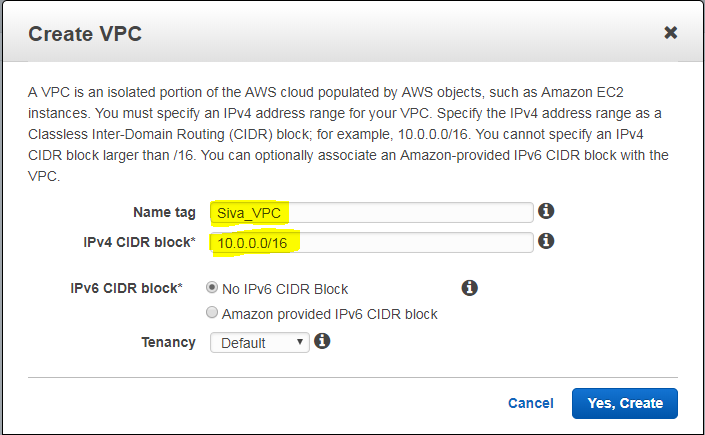 Create VPC
A VPC is an isolated portion of the AWS cloud populated by AWS objects, such as Amazon EC2
instances. You must specify an IPv4 address range for your VPC. Specify the IPv4 address range as a
Classless Inter-Domain Routing (CIDR) block; for example, 10.0.0.0/16. You cannot specify an IPv4
CIDR block larger than /16. You can optionally associate an Amazon-provided IPv6 CIDR block with the
VPC.
Name tag Siva_VPC
IPv4 CIDR block* 10.0.0.0/16
IPv6 CIDR block* No IPv6 CIDR Block
Amazon provided IPv6 CIDR block
Tenancy Default
Cancel Yes, Create